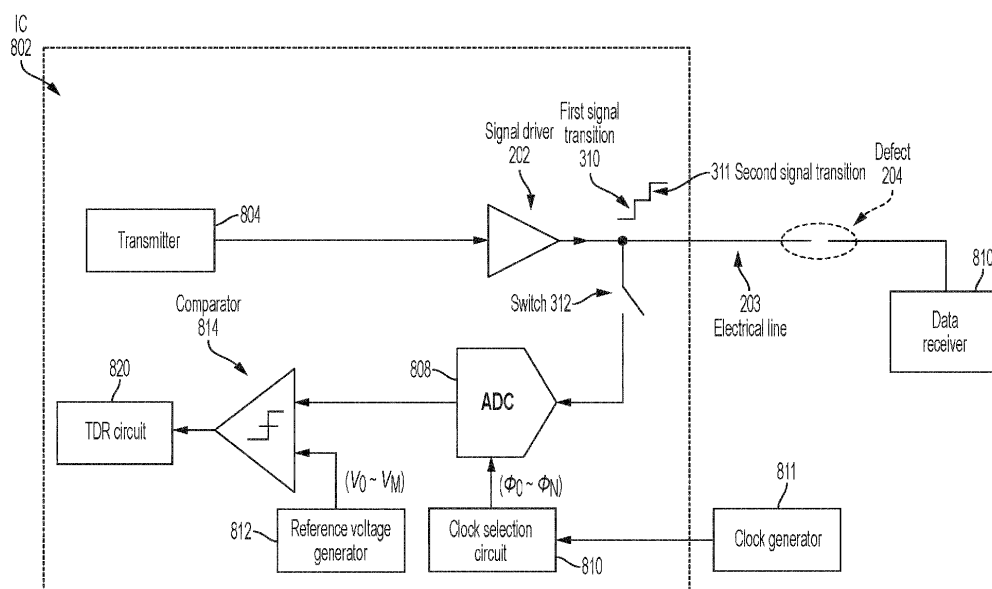 IC
802
First signal
transition
310
Signal driver
202
311 Second signal transition
Defect
204
804
Transmitter
810
Switch 312
203
Electrical line
Data
receiver
Comparator
814
808
820
ADC
TDR circuit
(V0 ~ VM)
(Φ0 ~ ΦN)
811
812
Reference voltage
generator
Clock selection
circuit
810
Clock generator